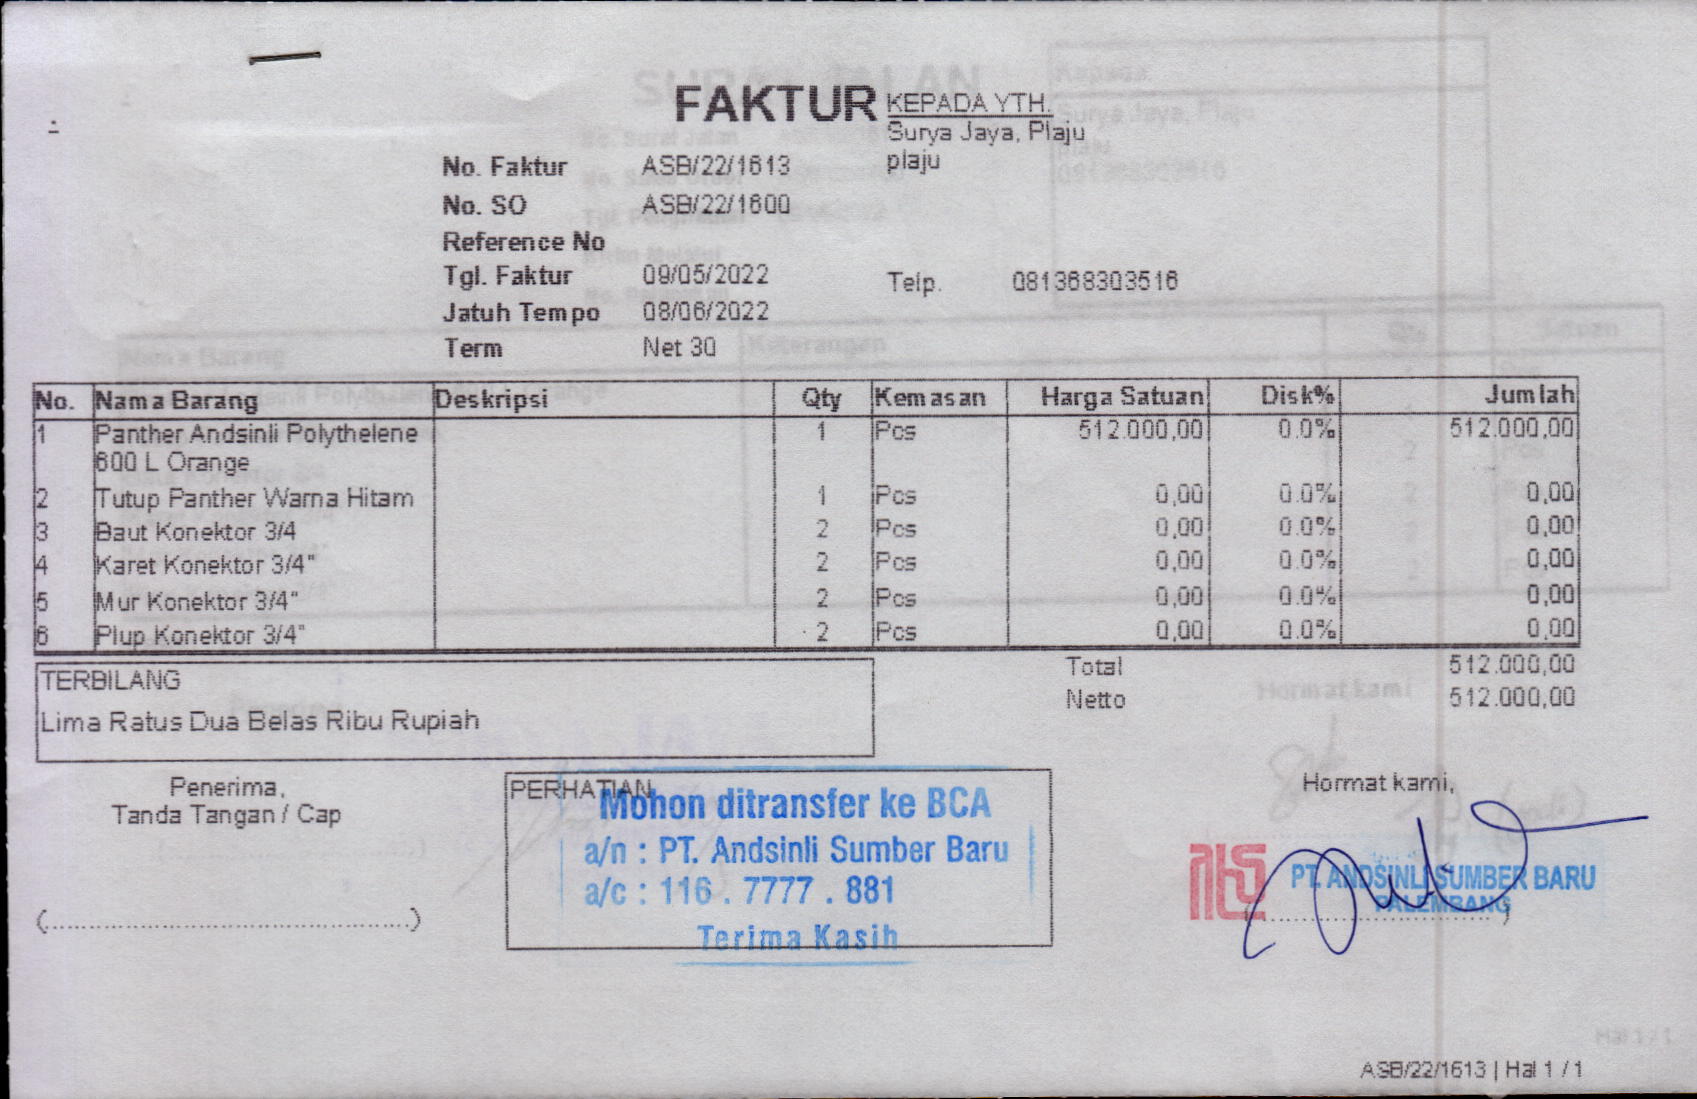 FAKTUR
KEPADA YTH.
Surya Jaya, Plaju
plaju
No. Faktur ASB/22/1613
No. SO ASB/22/1600
Reference No
Tgl. Faktur 09/05/2022
Telp. 081368303516
Jatuh Tempo 08/06/2022
Term Net 30
No. Nama Barang Deskripsi Qty Kemasan Harga Satuan Disk% Jumlah
1 Panther Andsinli Polythelene 1 Pcs 512.000,00 0.0% 512.000,00
600 L Orange
2 Tutup Panther Warna Hitam 1 Pcs 0,00 0.0% 0,00
3 Baut Konektor 3/4 2 Pcs 0,00 0.0% 0,00
4 Karet Konektor 3/4" 2 Pcs 0,00 0.0% 0,00
5 Mur Konektor 3/4" 2 Pcs 0,00 0.0% 0,00
6 Plup Konektor 3/4" 2 Pcs 0,00 0.0% 0,00
Total 512.000,00
Netto 512.000,00
TERBILANG
Lima Ratus Dua Belas Ribu Rupiah
Penerima,
Tanda Tangan / Cap
(..................................................)
PERHATIAN
Mohon ditransfer ke BCA
a/n : PT. Andsinli Sumber Baru
a/c : 116 . 7777 . 881
Terima Kasih
Hormat kami,
PT. ANDSINLI SUMBER BARU
PALEMBANG
ASB/22/1613 | Hal 1 / 1